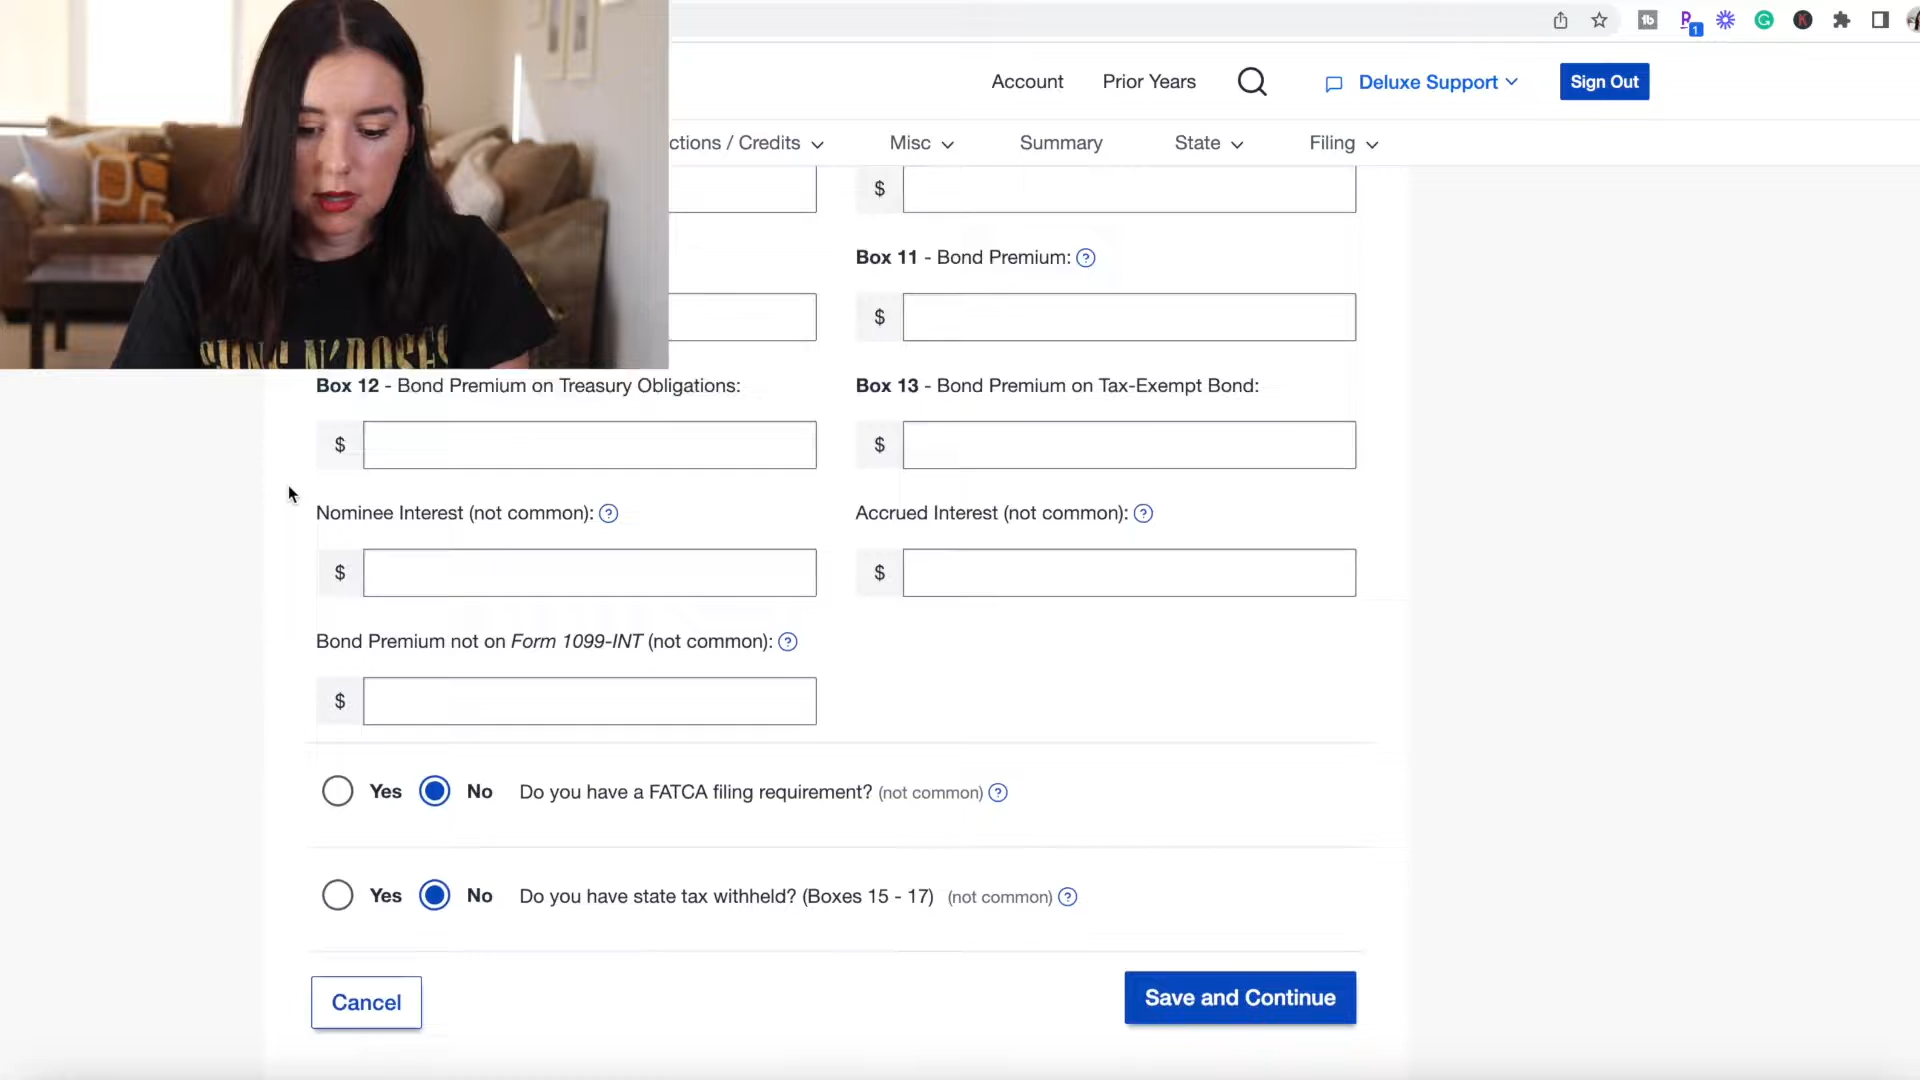 Account Prior Years Deluxe Support Sign Out
ctions / Credits Misc Summary State Filing
$
Box 11 - Bond Premium: ?
$
Box 12 - Bond Premium on Treasury Obligations: Box 13 - Bond Premium on Tax-Exempt Bond:
$ $
Nominee Interest (not common): ? Accrued Interest (not common): ?
$ $
Bond Premium not on Form 1099-INT (not common): ?
$
Yes No Do you have a FATCA filing requirement? (not common) ?
Yes No Do you have state tax withheld? (Boxes 15 - 17) (not common) ?
Cancel Save and Continue